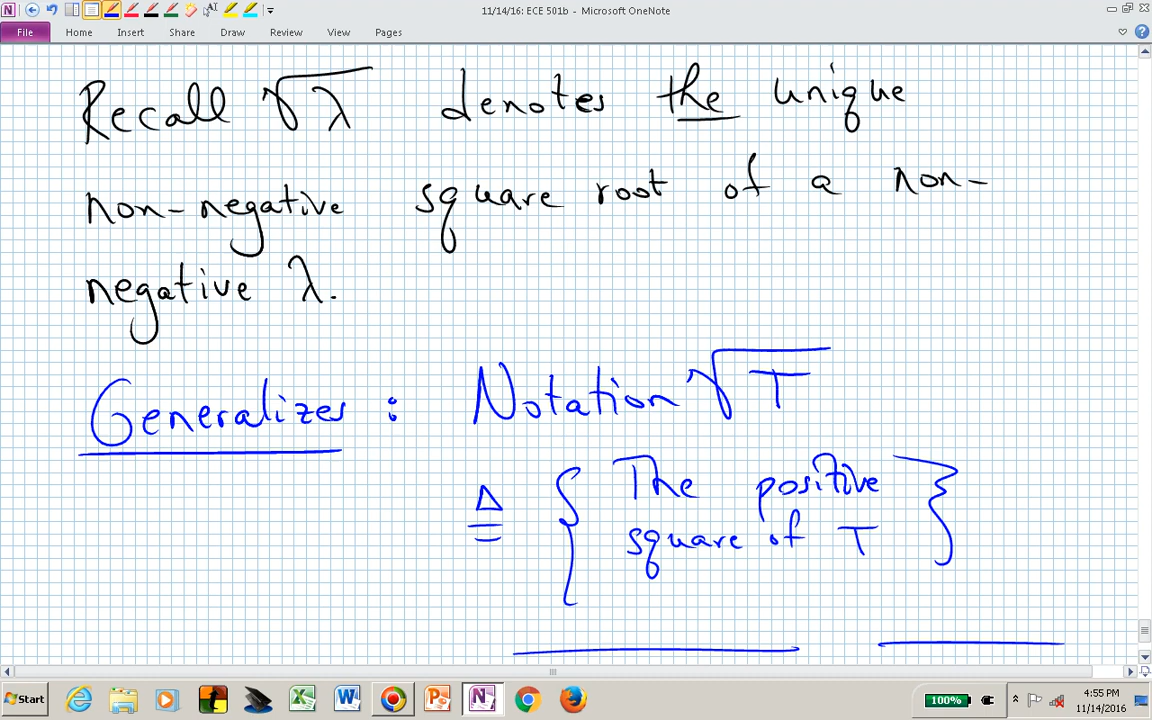 11/14/16: ECE 501b - Microsoft OneNote
File Home Insert Share Draw Review View Pages
Recall √λ denotes the unique
non-negative square root of a non-
negative λ.
Generalizes : Notation √T
≜ { The positive
square of T }
Start
100%
4:55 PM
11/14/2016